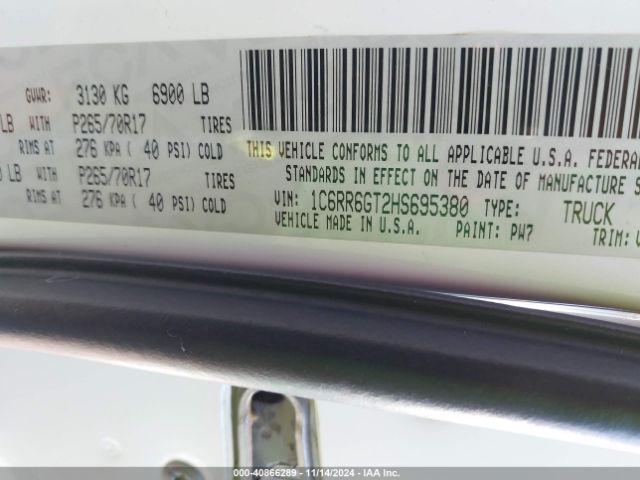 GVWR: 3130 KG 6900 LB
LB WITH P265/70R17 TIRES
RIMS AT 276 KPA ( 40 PSI) COLD
0 LB WITH P265/70R17 TIRES
RIMS AT 276 KPA ( 40 PSI) COLD
THIS VEHICLE CONFORMS TO ALL APPLICABLE U.S.A. FEDERAL
STANDARDS IN EFFECT ON THE DATE OF MANUFACTURE S
VIN: 1C6RR6GT2HS695380 TYPE: TRUCK
VEHICLE MADE IN U.S.A. PAINT: PW7 TRIM:
STOCK: 40866289 | 11/14/2024 | IAA Inc.